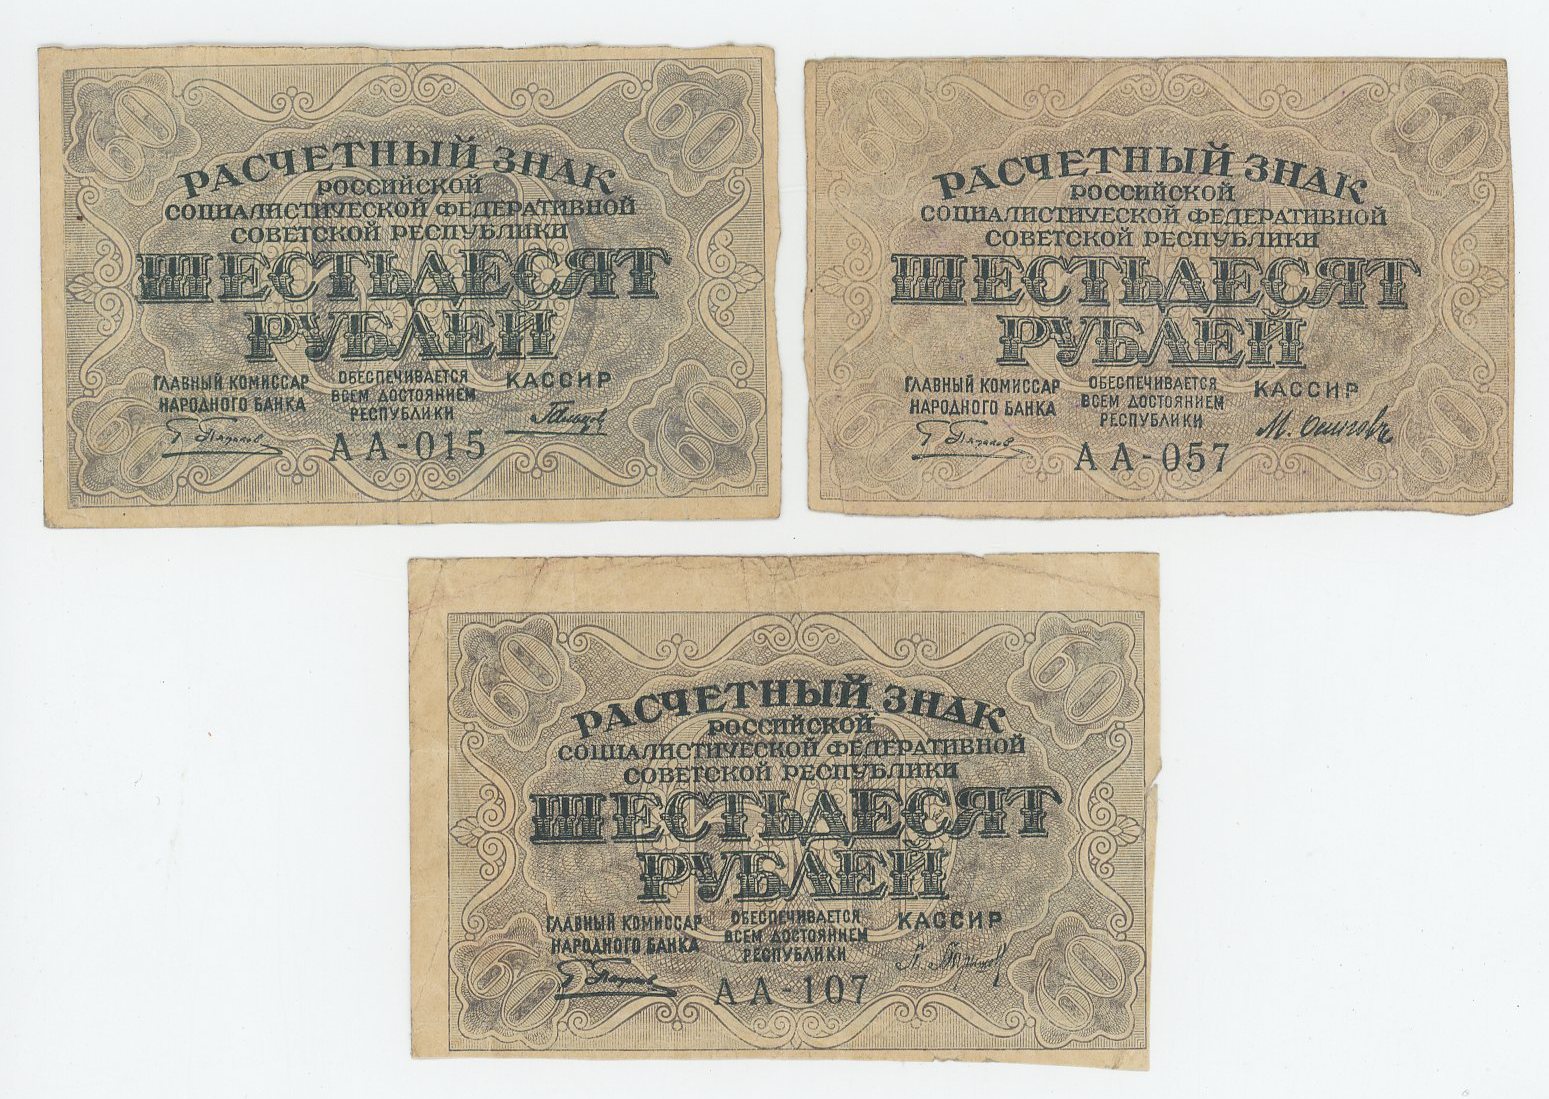 60 60
РАСЧЕТНЫЙ ЗНАК
РОССИЙСКОЙ
СОЦИАЛИСТИЧЕСКОЙ ФЕДЕРАТИВНОЙ
СОВЕТСКОЙ РЕСПУБЛИКИ
ШЕСТЬДЕСЯТ
РУБЛЕЙ
ГЛАВНЫЙ КОМИССАР
НАРОДНОГО БАНКА
ОБЕСПЕЧИВАЕТСЯ
ВСЕМ ДОСТОЯНИЕМ
РЕСПУБЛИКИ
КАССИР
60 АА-015 60
60 60
РАСЧЕТНЫЙ ЗНАК
РОССИЙСКОЙ
СОЦИАЛИСТИЧЕСКОЙ ФЕДЕРАТИВНОЙ
СОВЕТСКОЙ РЕСПУБЛИКИ
ШЕСТЬДЕСЯТ
РУБЛЕЙ
ГЛАВНЫЙ КОМИССАР
НАРОДНОГО БАНКА
ОБЕСПЕЧИВАЕТСЯ
ВСЕМ ДОСТОЯНИЕМ
РЕСПУБЛИКИ
КАССИР
60 АА-057 60
60 60
РАСЧЕТНЫЙ ЗНАК
РОССИЙСКОЙ
СОЦИАЛИСТИЧЕСКОЙ ФЕДЕРАТИВНОЙ
СОВЕТСКОЙ РЕСПУБЛИКИ
ШЕСТЬДЕСЯТ
РУБЛЕЙ
ГЛАВНЫЙ КОМИССАР
НАРОДНОГО БАНКА
ОБЕСПЕЧИВАЕТСЯ
ВСЕМ ДОСТОЯНИЕМ
РЕСПУБЛИКИ
КАССИР
60 АА-107 60